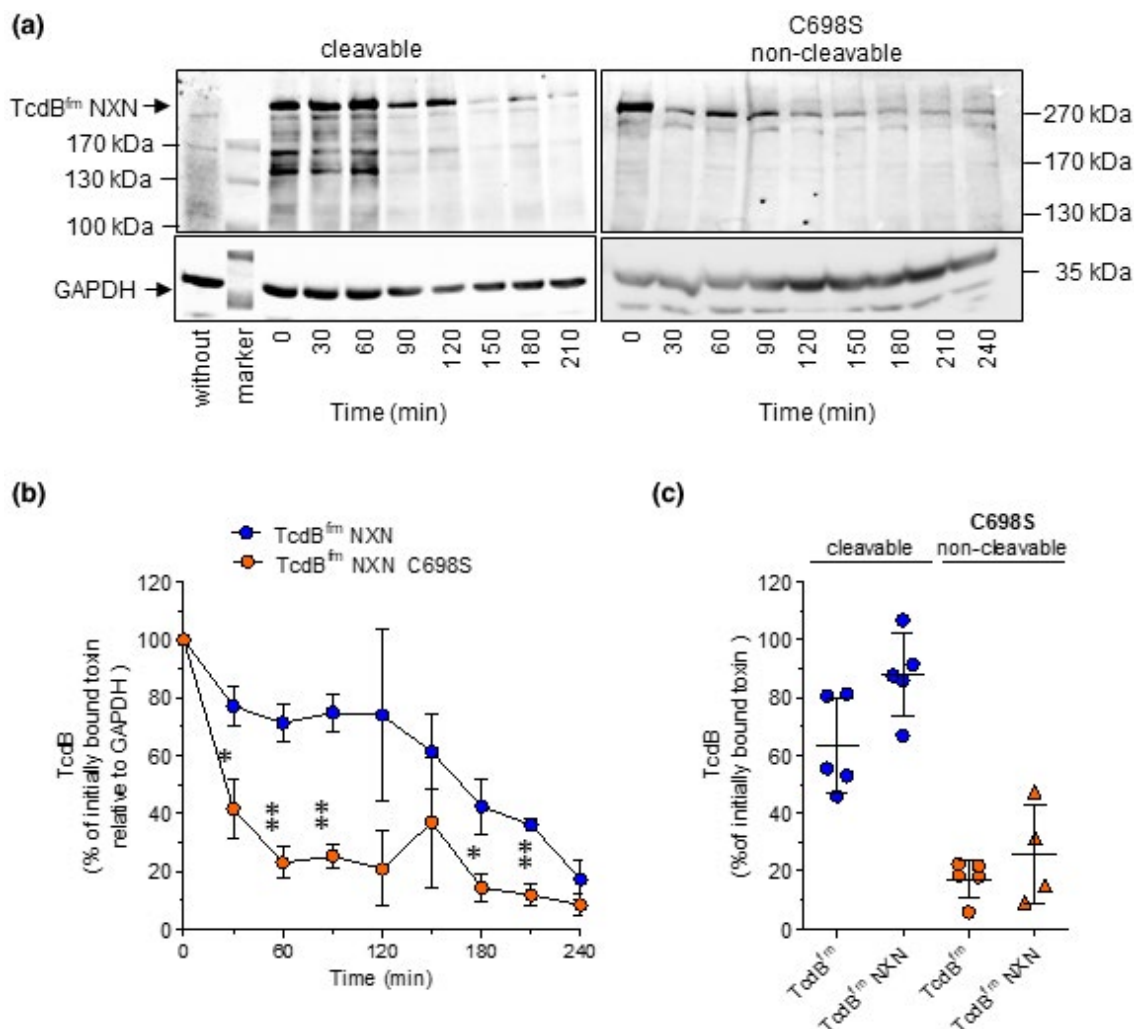 (a)
cleavable
C698S
non-cleavable
TcdBfm NXN
170 kDa
130 kDa
100 kDa
GAPDH
270 kDa
170 kDa
130 kDa
35 kDa
without
marker
0 30 60 90 120 150 180 210
0 30 60 90 120 150 180 210 240
Time (min)
Time (min)
(b)
TcdBfm NXN
TcdBfm NXN C698S
TcdB
(% of initially bound toxin
relative to GAPDH )
120
100
80
60
40
20
0
*
**
**
*
**
0 60 120 180 240
Time (min)
(c)
C698S
cleavable non-cleavable
TcdB
(%of initially bound toxin )
120
100
80
60
40
20
0
TcdBfm
TcdBfm NXN
TcdBfm
TcdBfm NXN